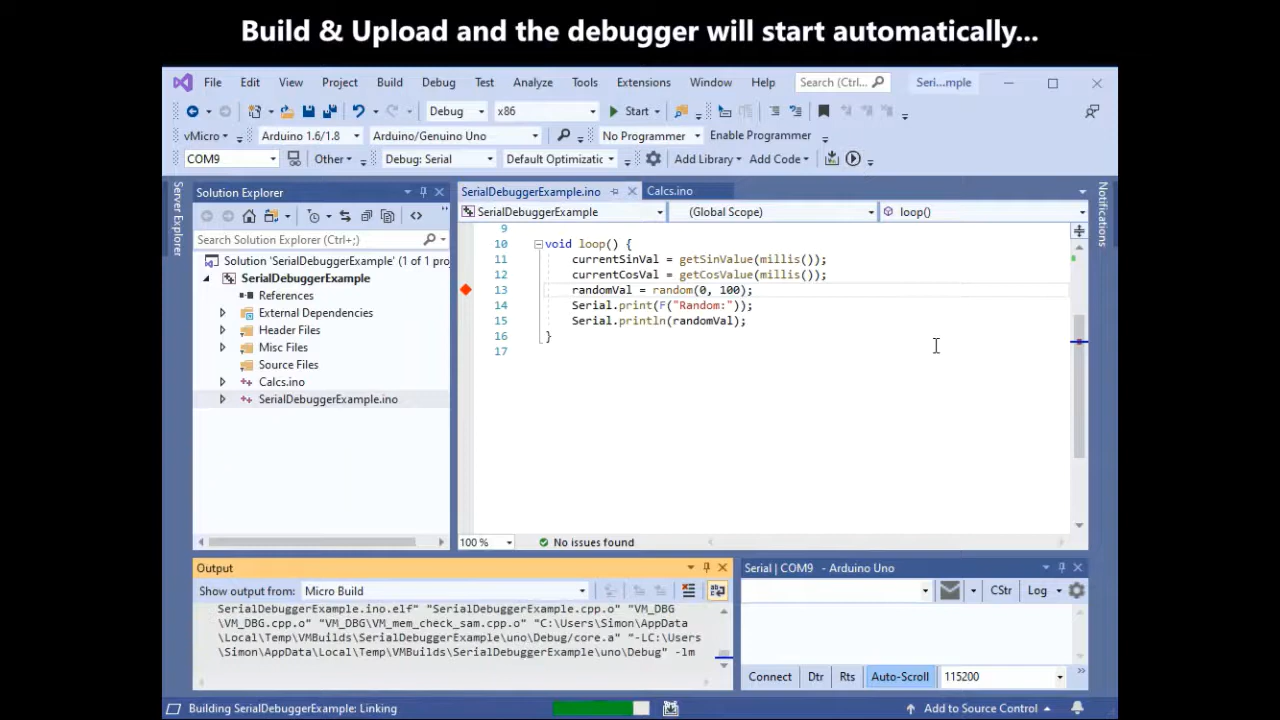 Build & Upload and the debugger will start automatically...
File Edit View Project Build Debug Test Analyze Tools Extensions Window Help Search (Ctrl... Seri...mple
Debug x86 Start
vMicro Arduino 1.6/1.8 Arduino/Genuino Uno No Programmer Enable Programmer
COM9 Other Debug: Serial Default Optimizatic Add Library Add Code
Server Explorer
Solution Explorer
Search Solution Explorer (Ctrl+;)
Solution 'SerialDebuggerExample' (1 of 1 proj
SerialDebuggerExample
References
External Dependencies
Header Files
Misc Files
Source Files
Calcs.ino
SerialDebuggerExample.ino
SerialDebuggerExample.ino Calcs.ino
SerialDebuggerExample (Global Scope) loop()
9
10 void loop() {
11 currentSinVal = getSinValue(millis());
12 currentCosVal = getCosValue(millis());
13 randomVal = random(0, 100);
14 Serial.print(F("Random:"));
15 Serial.println(randomVal);
16 }
17
100 % No issues found
Notifications
Output
Show output from: Micro Build
SerialDebuggerExample.ino.elf" "SerialDebuggerExample.cpp.o" "VM_DBG
\VM_DBG.cpp.o" "VM_DBG\VM_mem_check_sam.cpp.o" "C:\Users\Simon\AppData
\Local\Temp\VMBuilds\SerialDebuggerExample\uno\Debug/core.a" "-LC:\Users
\Simon\AppData\Local\Temp\VMBuilds\SerialDebuggerExample\uno\Debug" -lm
Serial | COM9 - Arduino Uno
CStr Log
Connect Dtr Rts Auto-Scroll 115200
Building SerialDebuggerExample: Linking Add to Source Control